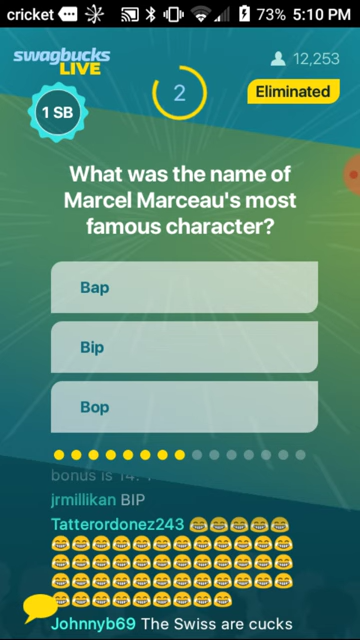 cricket 73% 5:10 PM
swagbucks
LIVE
12,253
2
Eliminated
1 SB
What was the name of
Marcel Marceau's most
famous character?
Bap
Bip
Bop
bonus is
jrmillikan BIP
Tatterordonez243 😂😂😂😂😂
😂😂😂😂😂😂😂😂😂😂😂😂
😂😂😂😂😂😂😂😂😂😂😂😂
😂😂😂😂😂😂😂😂😂😂😂😂
😂😂😂😂😂😂😂😂😂
Johnnyb69 The Swiss are cucks